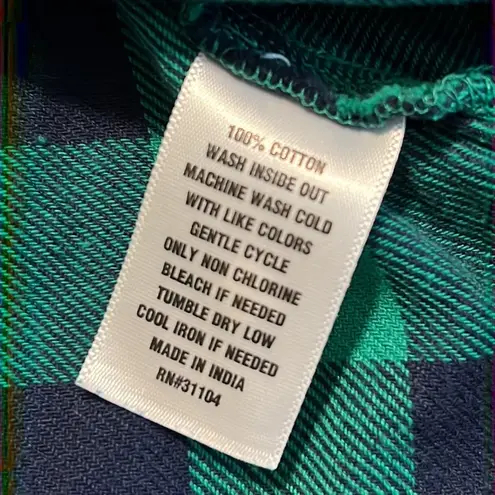 100% COTTON
WASH INSIDE OUT
MACHINE WASH COLD
WITH LIKE COLORS
GENTLE CYCLE
ONLY NON CHLORINE
BLEACH IF NEEDED
TUMBLE DRY LOW
COOL IRON IF NEEDED
MADE IN INDIA
RN#31104